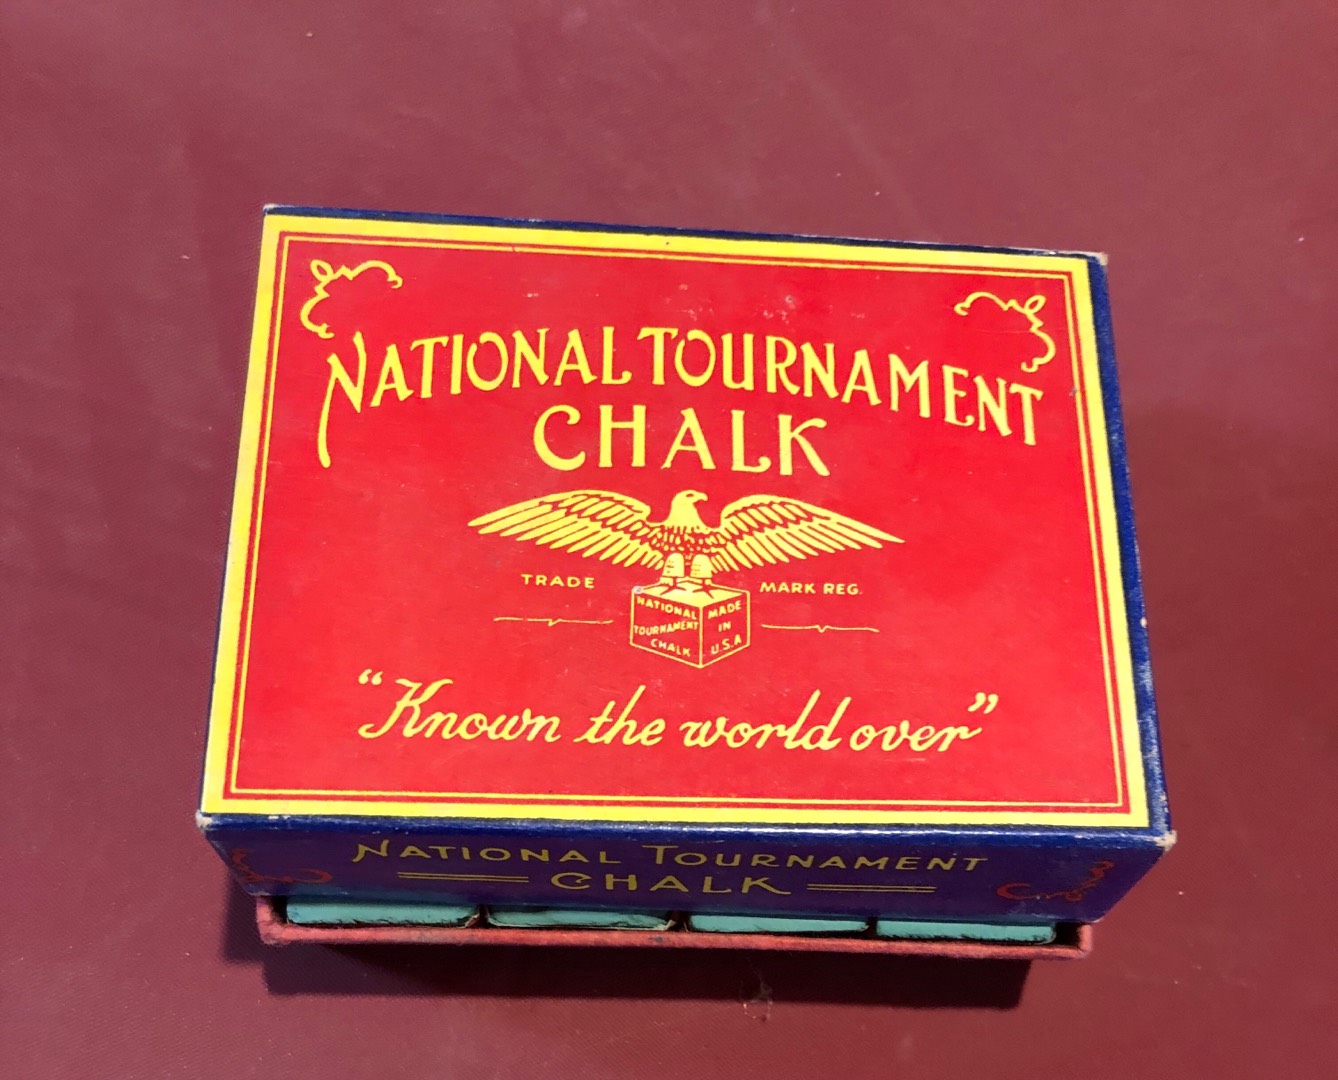 NATIONAL TOURNAMENT
CHALK
TRADE MARK REG.
NATIONAL
TOURNAMENT
CHALK
MADE
IN
U.S.A
“Known the world over”
NATIONAL TOURNAMENT
CHALK